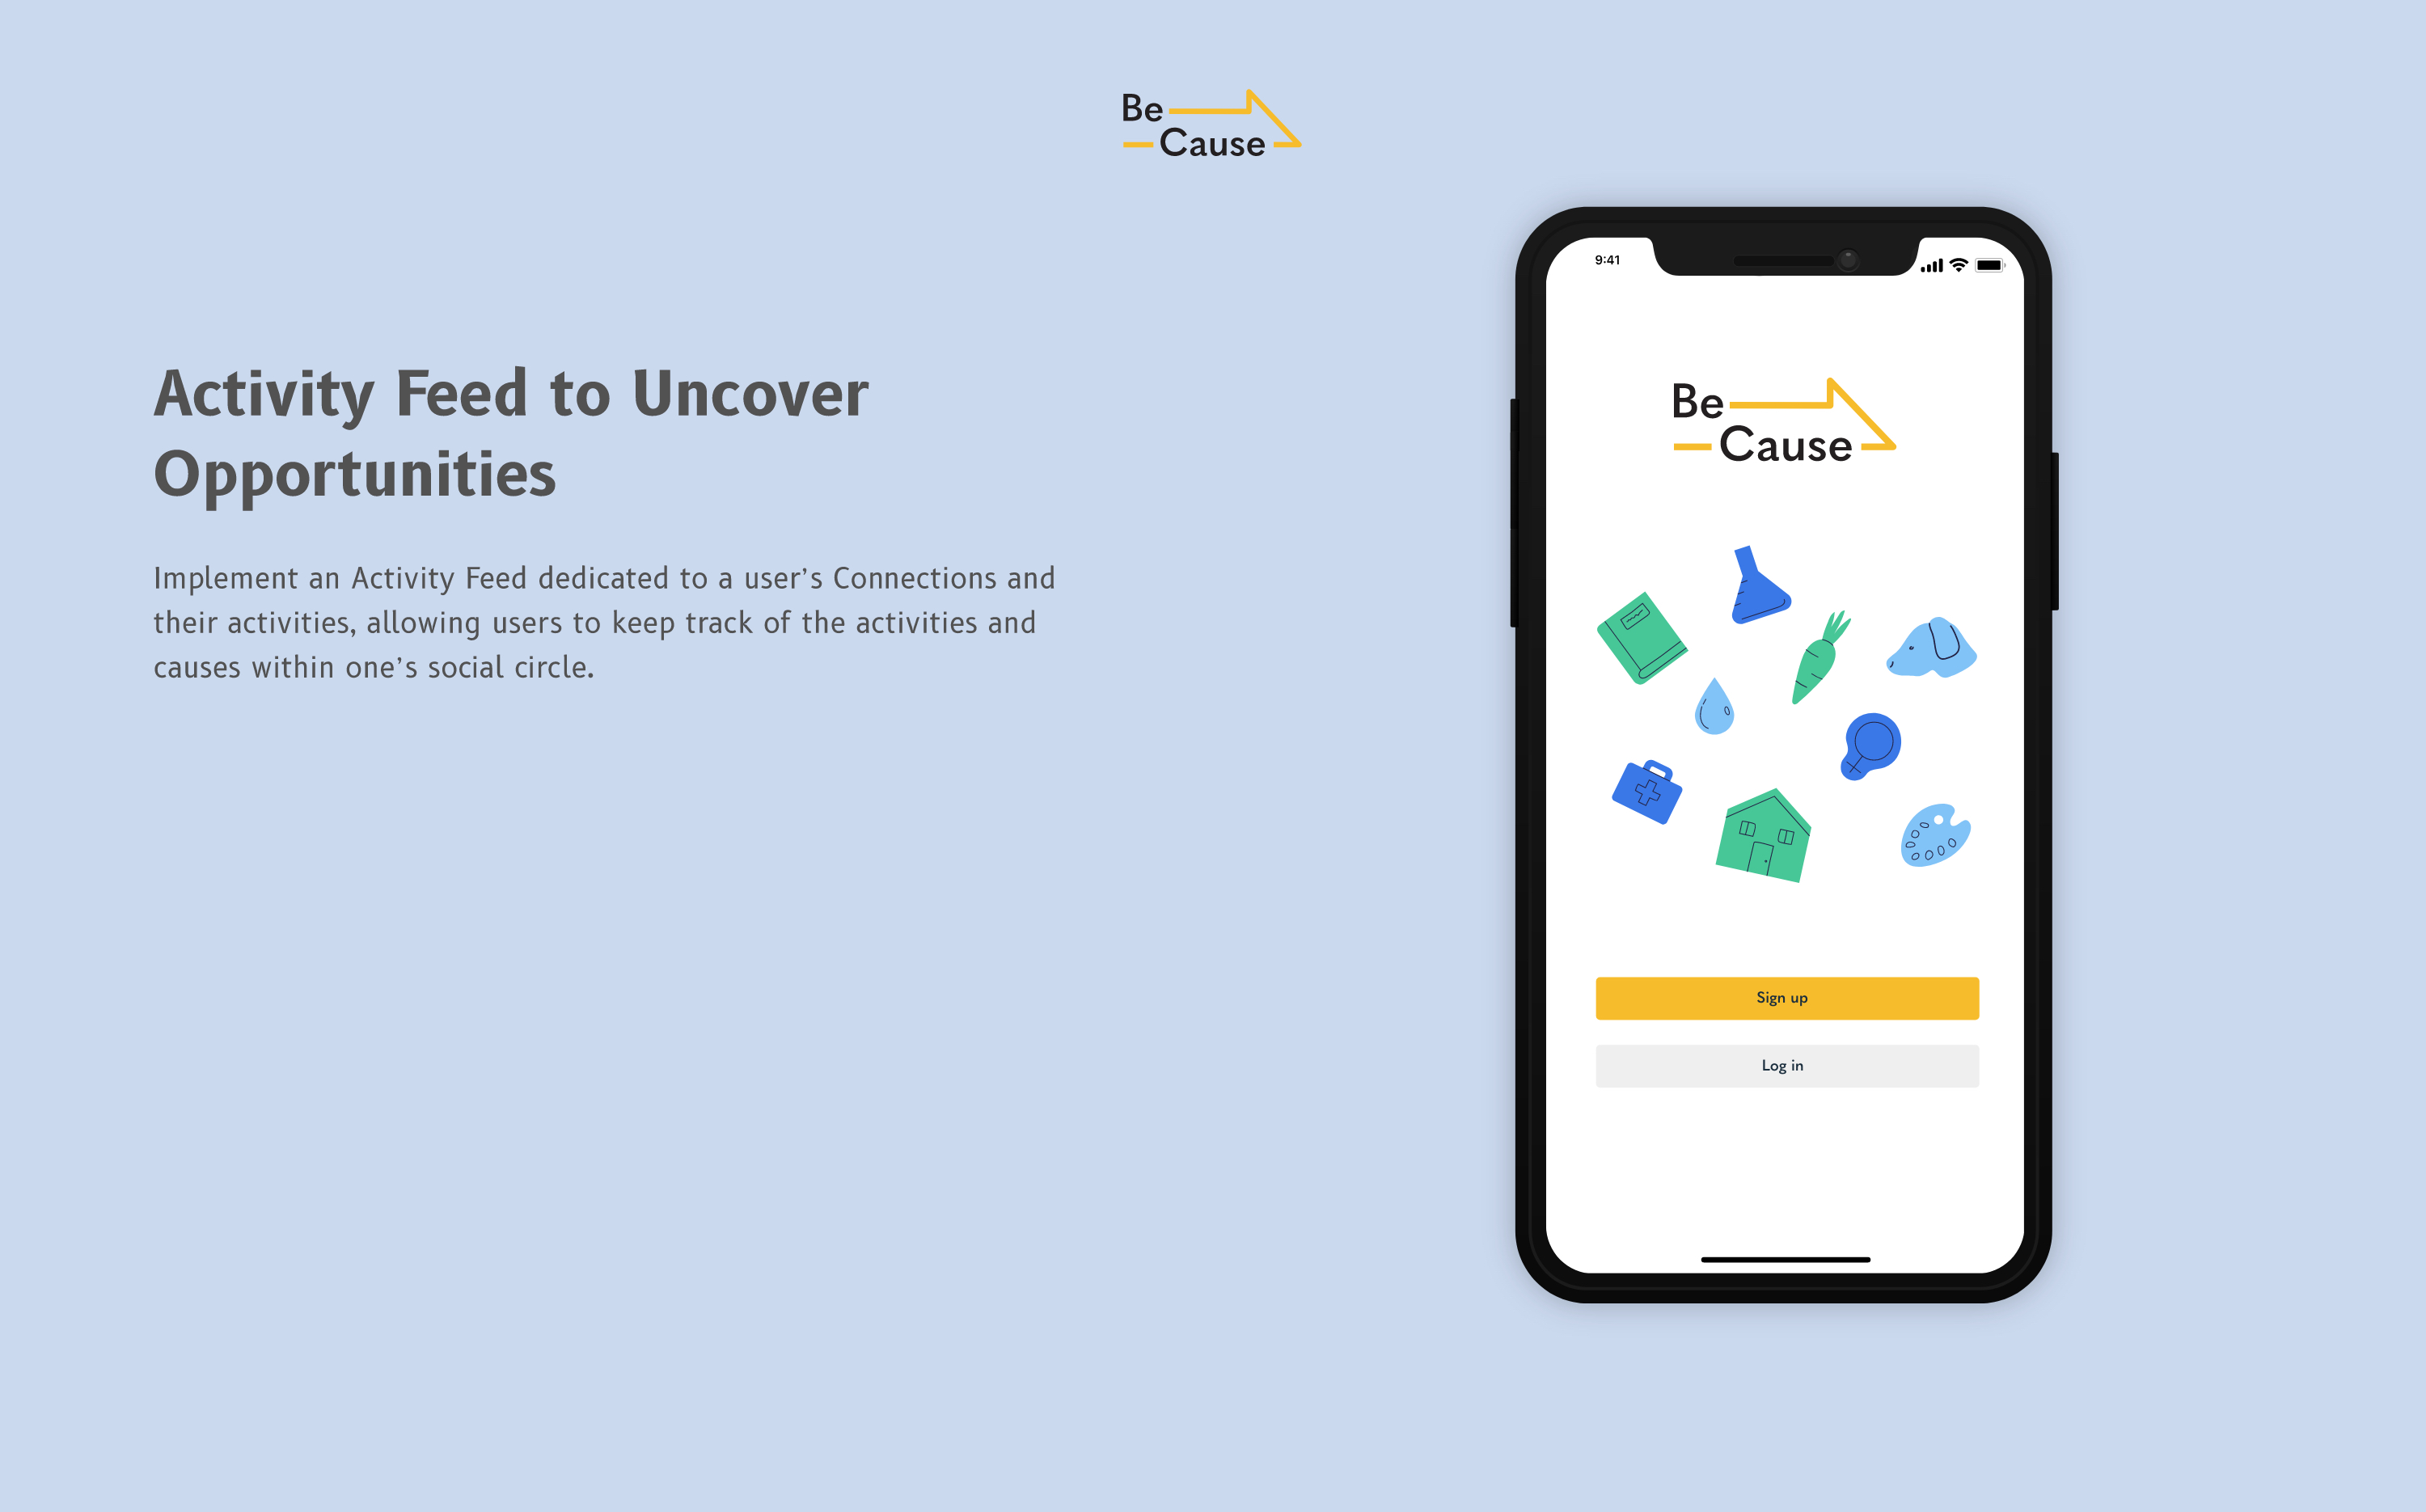 Be
Cause
Activity Feed to Uncover
Opportunities
Implement an Activity Feed dedicated to a user’s Connections and
their activities, allowing users to keep track of the activities and
causes within one’s social circle.
9:41
Be
Cause
Sign up
Log in